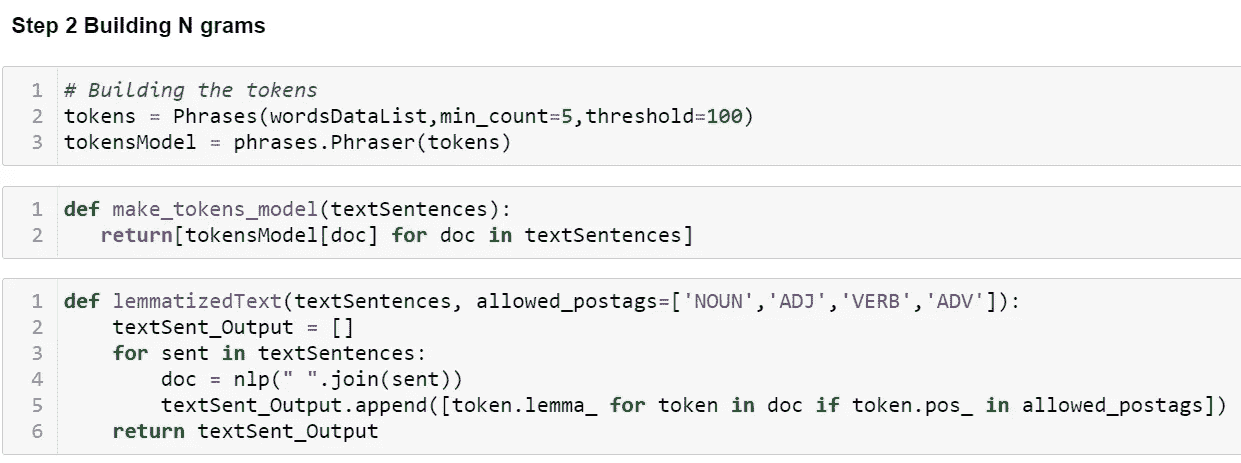 Step 2 Building N grams
1 # Building the tokens
2 tokens = Phrases(wordsDataList,min_count=5,threshold=100)
3 tokensModel = phrases.Phraser(tokens)
1 def make_tokens_model(textSentences):
2    return[tokensModel[doc] for doc in textSentences]
1 def lemmatizedText(textSentences, allowed_postags=['NOUN','ADJ','VERB','ADV']):
2     textSent_Output = []
3     for sent in textSentences:
4         doc = nlp(" ".join(sent))
5         textSent_Output.append([token.lemma_ for token in doc if token.pos_ in allowed_postags])
6     return textSent_Output